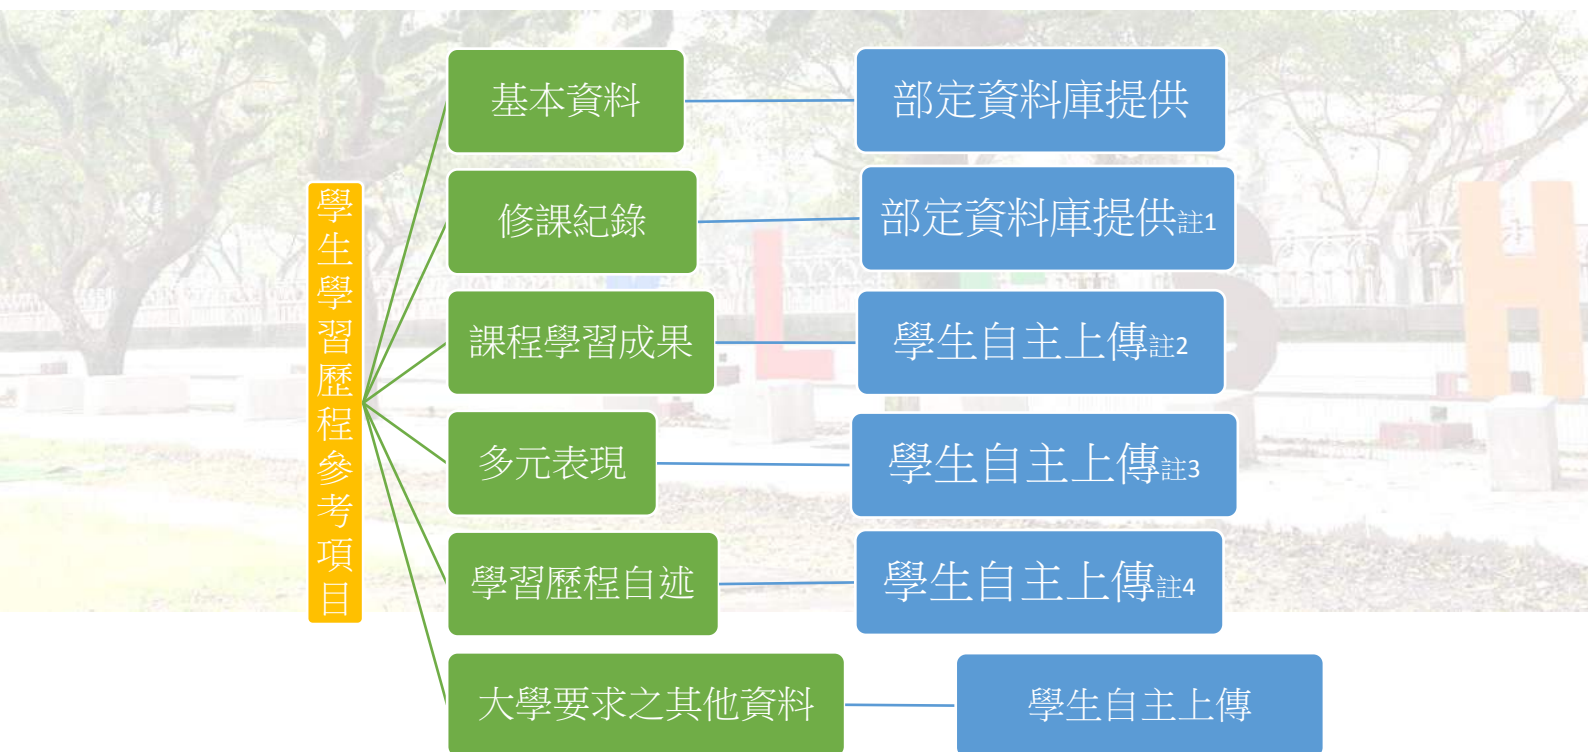 學生學習歷程參考項目
基本資料
部定資料庫提供
修課紀錄
部定資料庫提供註1
課程學習成果
學生自主上傳註2
多元表現
學生自主上傳註3
學習歷程自述
學生自主上傳註4
大學要求之其他資料
學生自主上傳